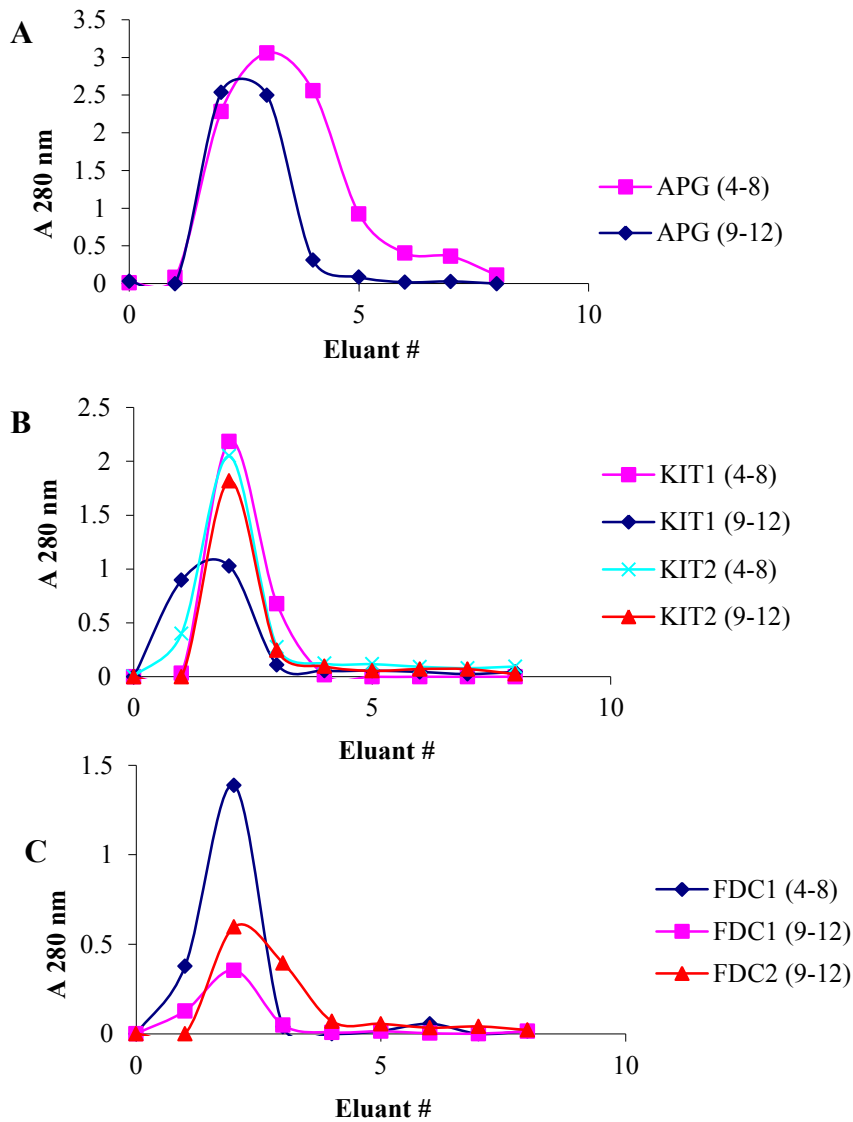 A
3.5
3
2.5
2
1.5
1
0.5
0
A 280 nm
0 5 10
Eluant #
APG (4-8)
APG (9-12)
B
2.5
2
1.5
1
0.5
0
A 280 nm
0 5 10
Eluant #
KIT1 (4-8)
KIT1 (9-12)
KIT2 (4-8)
KIT2 (9-12)
C
1.5
1
0.5
0
A 280 nm
0 5 10
Eluant #
FDC1 (4-8)
FDC1 (9-12)
FDC2 (9-12)